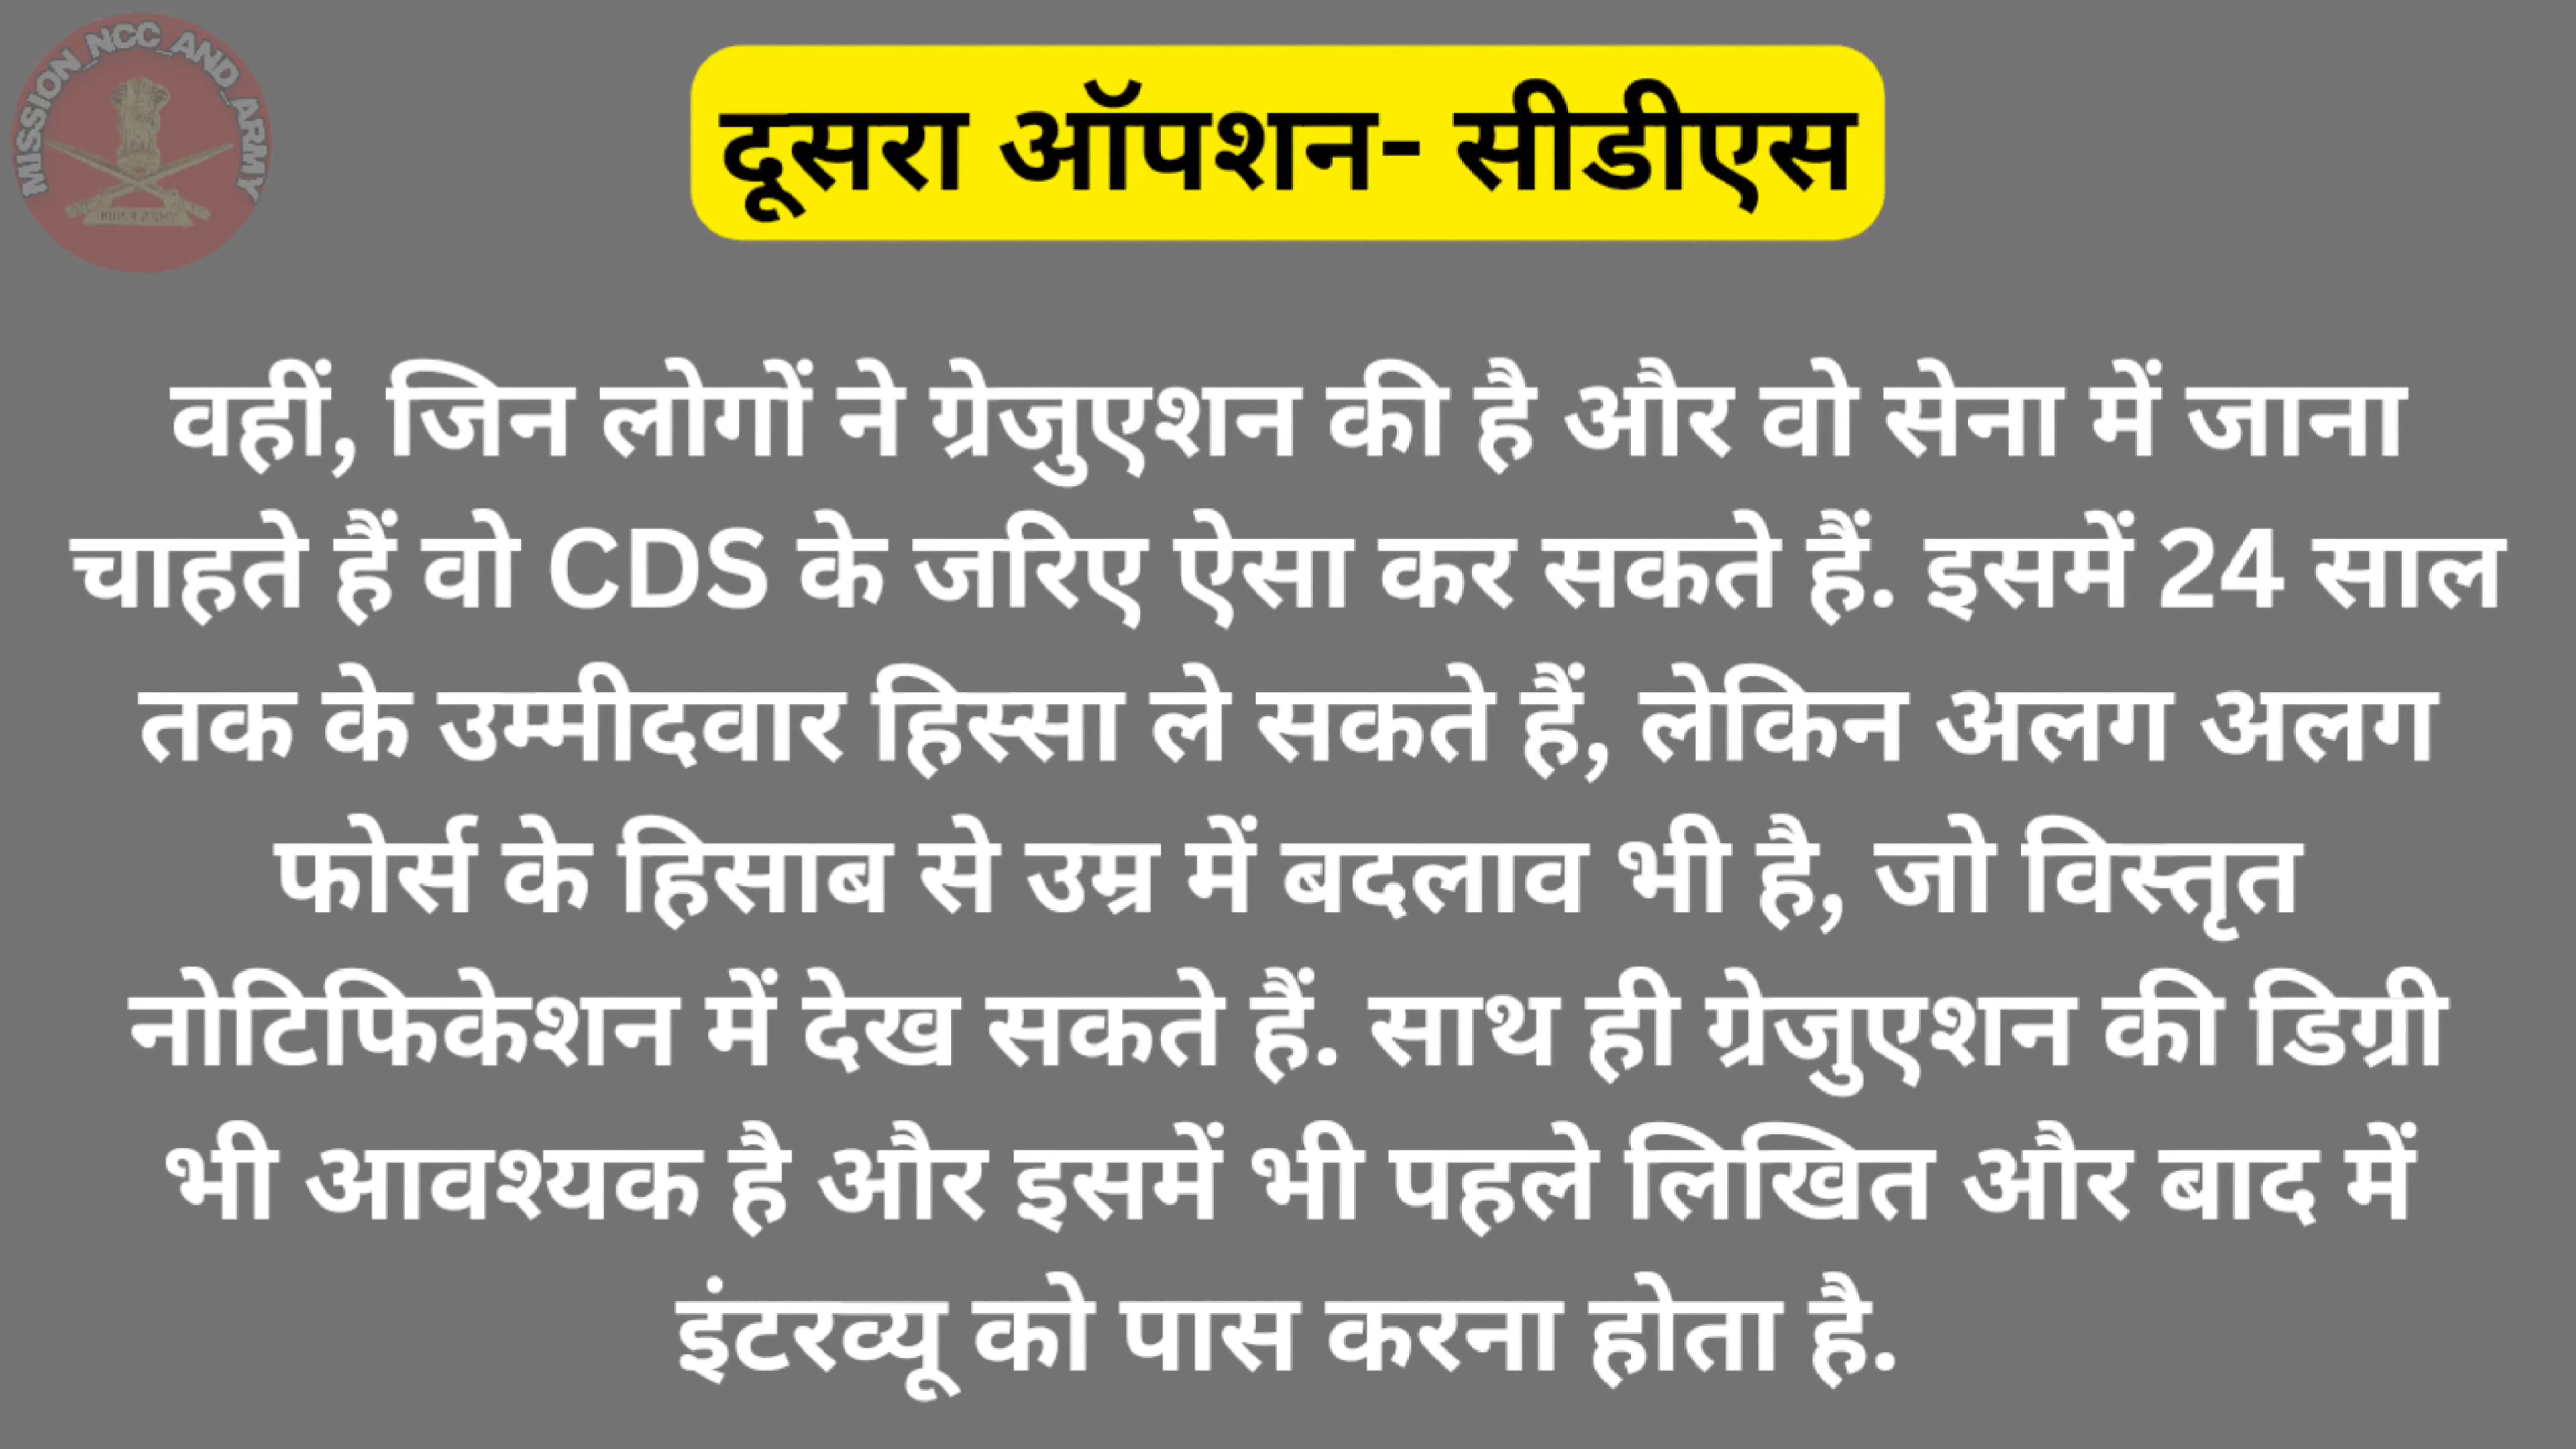 MISSION_NCC_AND_ARMY
दूसरा ऑपशन- सीडीएस
वहीं, जिन लोगों ने ग्रेजुएशन की है और वो सेना में जाना
चाहते हैं वो CDS के जरिए ऐसा कर सकते हैं. इसमें 24 साल
तक के उम्मीदवार हिस्सा ले सकते हैं, लेकिन अलग अलग
फोर्स के हिसाब से उम्र में बदलाव भी है, जो विस्तृत
नोटिफिकेशन में देख सकते हैं. साथ ही ग्रेजुएशन की डिग्री
भी आवश्यक है और इसमें भी पहले लिखित और बाद में
इंटरव्यू को पास करना होता है.